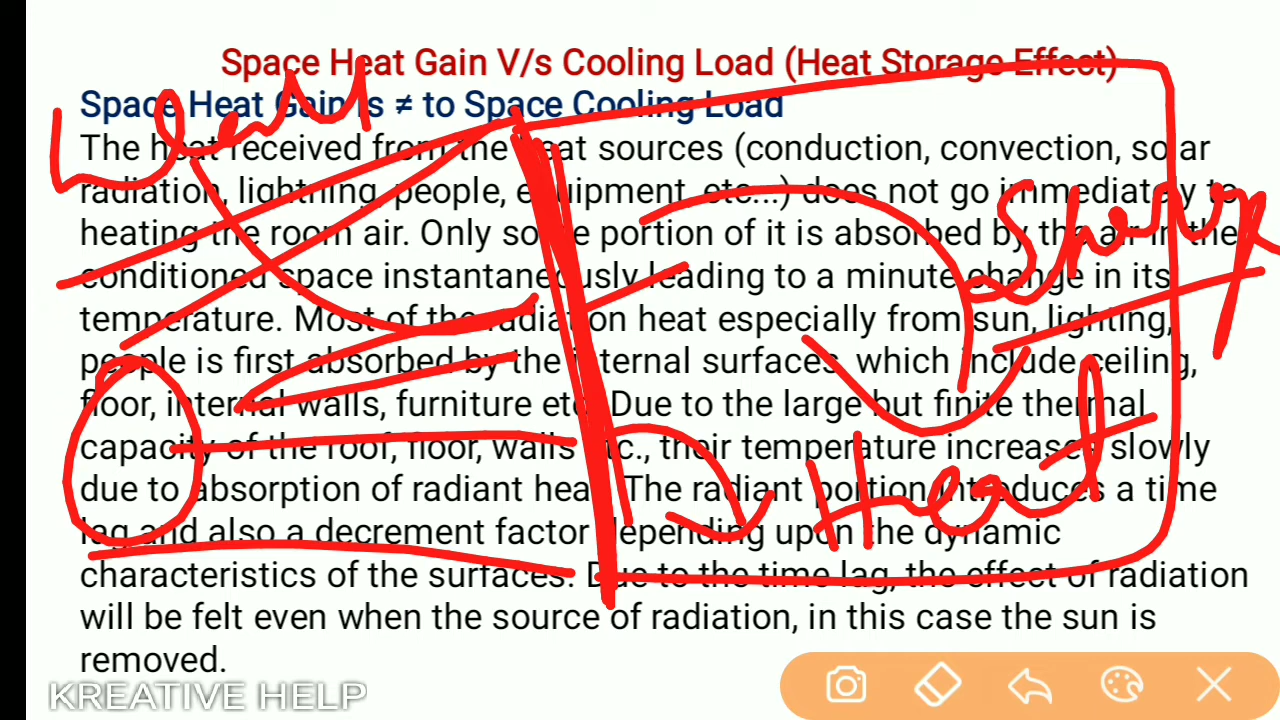 Space Heat Gain V/s Cooling Load (Heat Storage Effect)
Space Heat Gain is ≠ to Space Cooling Load
The heat received from the heat sources (conduction, convection, solar
radiation, lightning, people, equipment, etc...) does not go immediately to
heating the room air. Only some portion of it is absorbed by the air in the
conditioned space instantaneously leading to a minute change in its
temperature. Most of the radiation heat especially from sun, lighting,
people is first absorbed by the internal surfaces, which include ceiling,
floor, internal walls, furniture etc. Due to the large but finite thermal
capacity of the roof, floor, walls etc., their temperature increases slowly
due to absorption of radiant heat. The radiant portion introduces a time
lag and also a decrement factor depending upon the dynamic
characteristics of the surfaces. Due to the time lag, the effect of radiation
will be felt even when the source of radiation, in this case the sun is
removed.
Heat
KREATIVE HELP